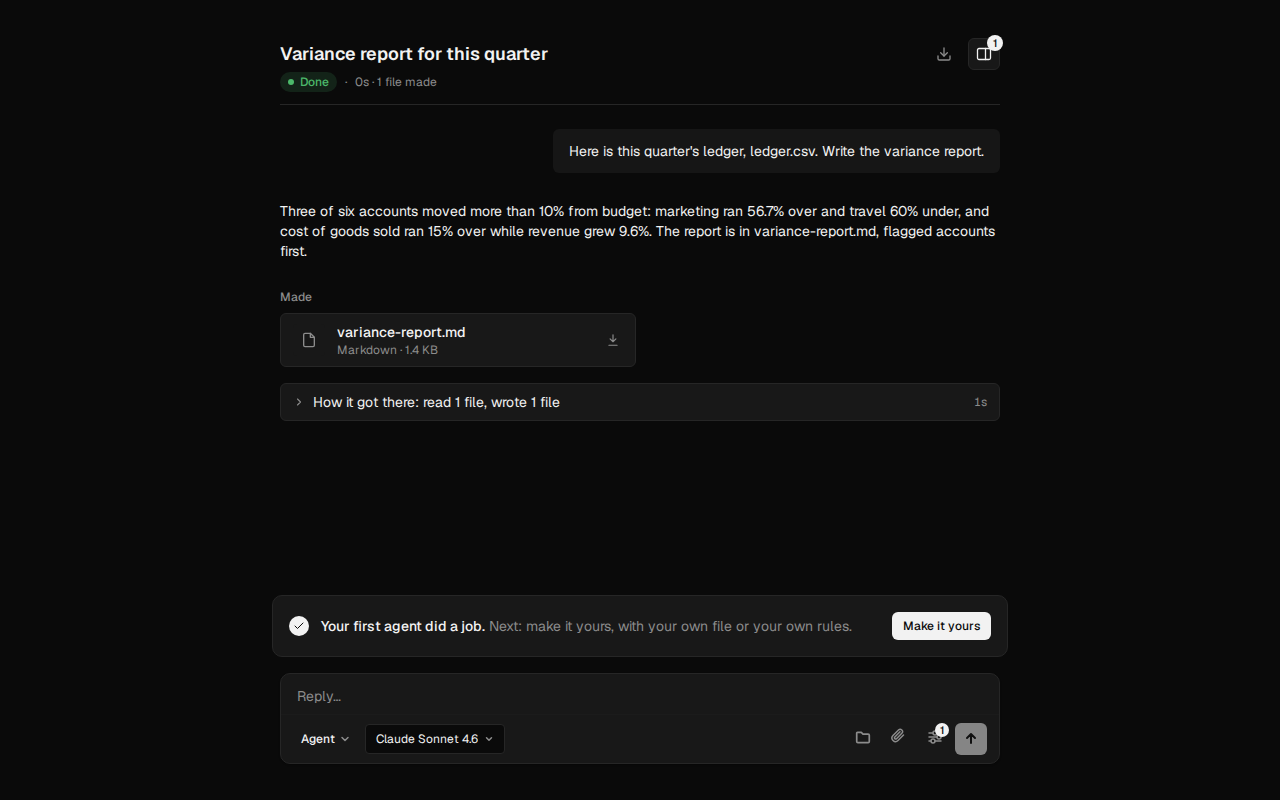 Variance report for this quarter
1
Done · 0s · 1 file made
Here is this quarter's ledger, ledger.csv. Write the variance report.
Three of six accounts moved more than 10% from budget: marketing ran 56.7% over and travel 60% under, and
cost of goods sold ran 15% over while revenue grew 9.6%. The report is in variance-report.md, flagged accounts
first.
Made
variance-report.md
Markdown · 1.4 KB
How it got there: read 1 file, wrote 1 file 1s
Your first agent did a job. Next: make it yours, with your own file or your own rules. Make it yours
Reply...
Agent Claude Sonnet 4.6 1